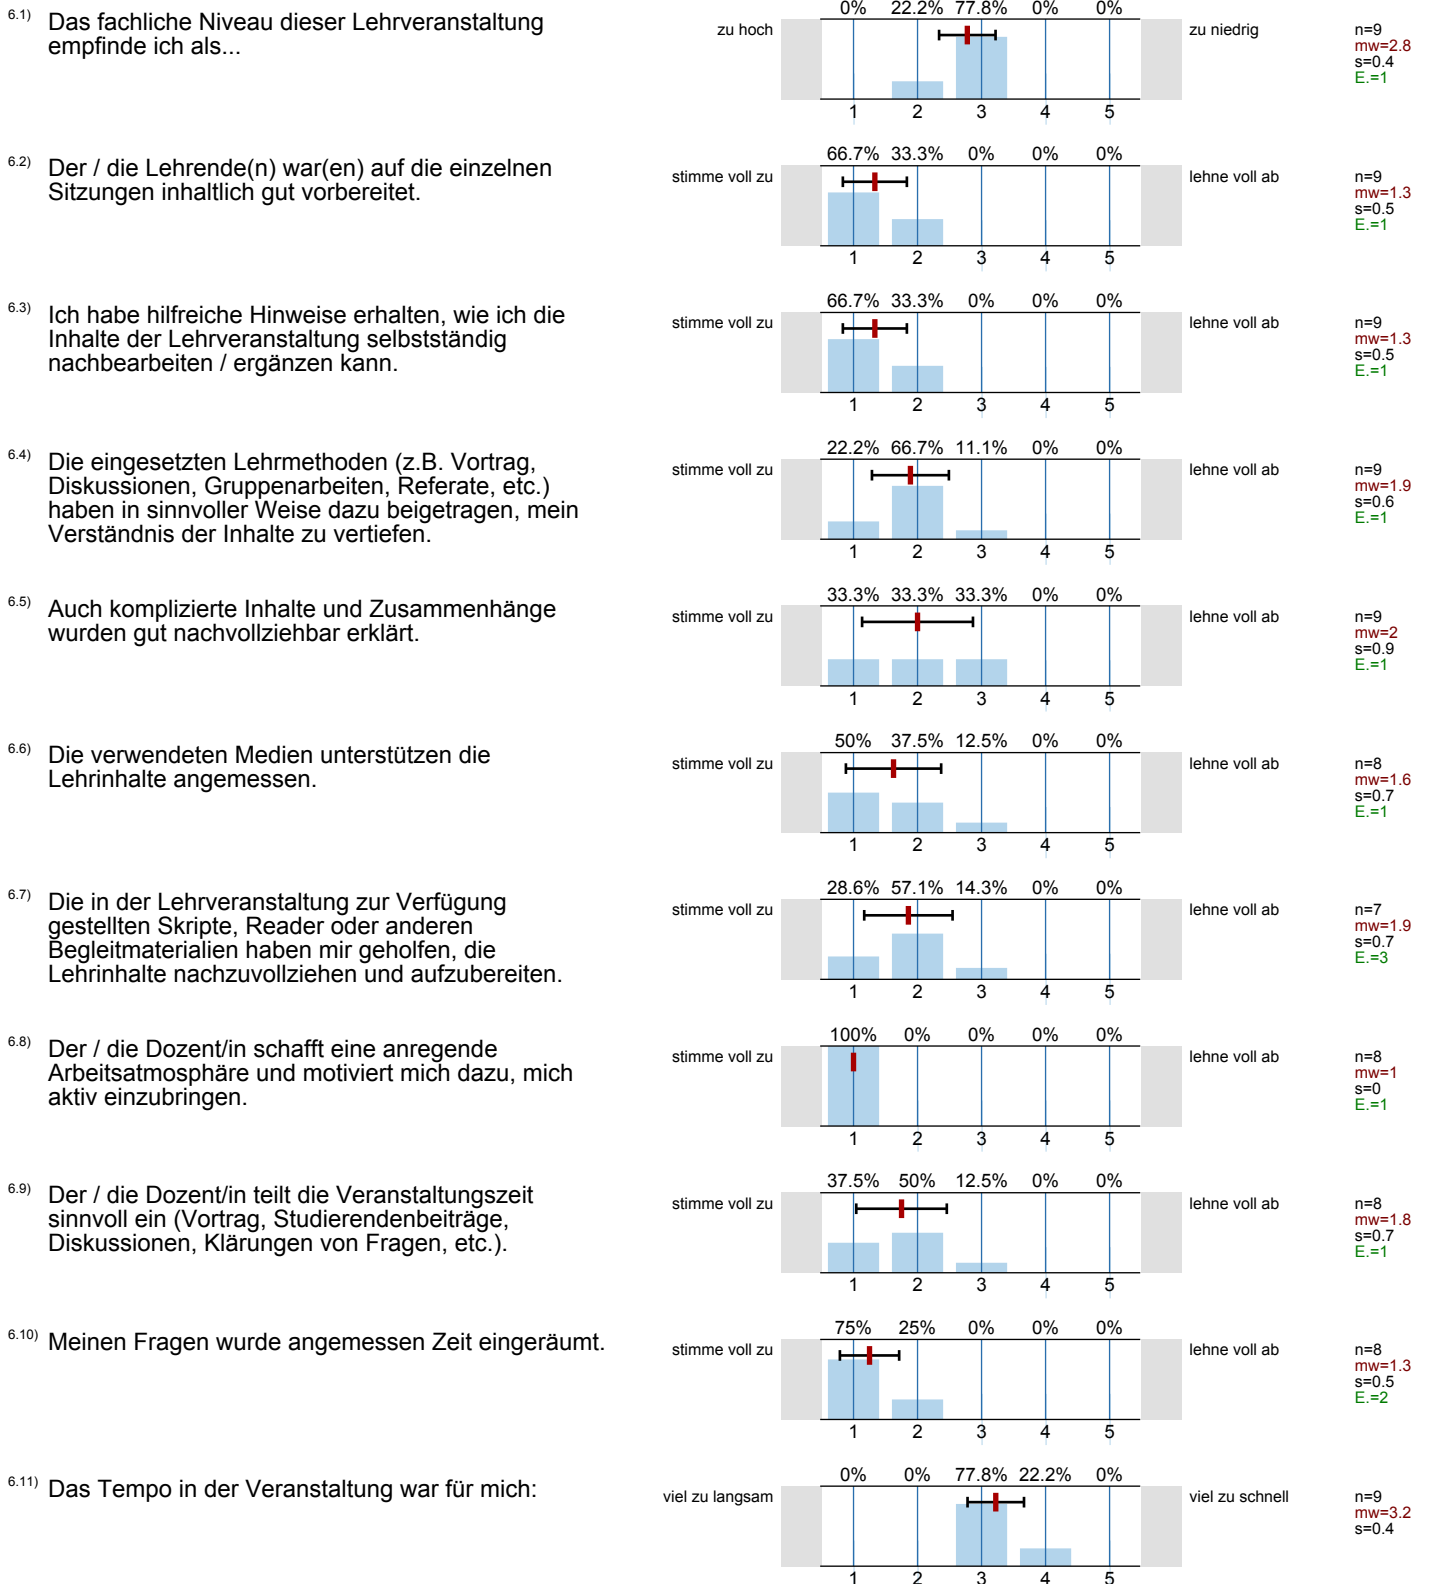 6.1) Das fachliche Niveau dieser Lehrveranstaltung
empfinde ich als...
0% 22.2% 77.8% 0% 0%
zu hoch
zu niedrig
n=9
mw=2.8
s=0.4
E.=1
1 2 3 4 5
6.2) Der / die Lehrende(n) war(en) auf die einzelnen
Sitzungen inhaltlich gut vorbereitet.
66.7% 33.3% 0% 0% 0%
stimme voll zu
lehne voll ab
n=9
mw=1.3
s=0.5
E.=1
1 2 3 4 5
6.3) Ich habe hilfreiche Hinweise erhalten, wie ich die
Inhalte der Lehrveranstaltung selbstständig
nachbearbeiten / ergänzen kann.
66.7% 33.3% 0% 0% 0%
stimme voll zu
lehne voll ab
n=9
mw=1.3
s=0.5
E.=1
1 2 3 4 5
6.4) Die eingesetzten Lehrmethoden (z.B. Vortrag,
Diskussionen, Gruppenarbeiten, Referate, etc.)
haben in sinnvoller Weise dazu beigetragen, mein
Verständnis der Inhalte zu vertiefen.
22.2% 66.7% 11.1% 0% 0%
stimme voll zu
lehne voll ab
n=9
mw=1.9
s=0.6
E.=1
1 2 3 4 5
6.5) Auch komplizierte Inhalte und Zusammenhänge
wurden gut nachvollziehbar erklärt.
33.3% 33.3% 33.3% 0% 0%
stimme voll zu
lehne voll ab
n=9
mw=2
s=0.9
E.=1
1 2 3 4 5
6.6) Die verwendeten Medien unterstützen die
Lehrinhalte angemessen.
50% 37.5% 12.5% 0% 0%
stimme voll zu
lehne voll ab
n=8
mw=1.6
s=0.7
E.=1
1 2 3 4 5
6.7) Die in der Lehrveranstaltung zur Verfügung
gestellten Skripte, Reader oder anderen
Begleitmaterialien haben mir geholfen, die
Lehrinhalte nachzuvollziehen und aufzubereiten.
28.6% 57.1% 14.3% 0% 0%
stimme voll zu
lehne voll ab
n=7
mw=1.9
s=0.7
E.=3
1 2 3 4 5
6.8) Der / die Dozent/in schafft eine anregende
Arbeitsatmosphäre und motiviert mich dazu, mich
aktiv einzubringen.
100% 0% 0% 0% 0%
stimme voll zu
lehne voll ab
n=8
mw=1
s=0
E.=1
1 2 3 4 5
6.9) Der / die Dozent/in teilt die Veranstaltungszeit
sinnvoll ein (Vortrag, Studierendenbeiträge,
Diskussionen, Klärungen von Fragen, etc.).
37.5% 50% 12.5% 0% 0%
stimme voll zu
lehne voll ab
n=8
mw=1.8
s=0.7
E.=1
1 2 3 4 5
6.10) Meinen Fragen wurde angemessen Zeit eingeräumt.
75% 25% 0% 0% 0%
stimme voll zu
lehne voll ab
n=8
mw=1.3
s=0.5
E.=2
1 2 3 4 5
6.11) Das Tempo in der Veranstaltung war für mich:
0% 0% 77.8% 22.2% 0%
viel zu langsam
viel zu schnell
n=9
mw=3.2
s=0.4
1 2 3 4 5